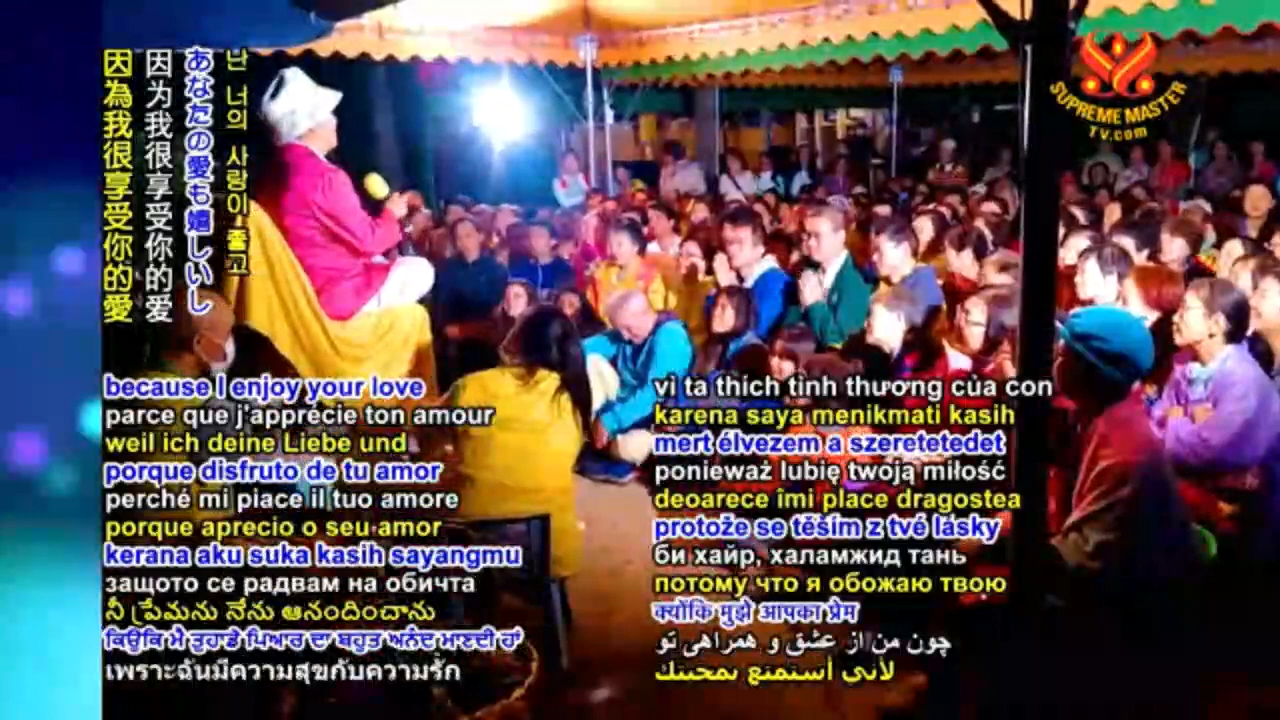 因為我很享受你的愛
因为我很享受你的爱
あなたの愛も嬉しいし
난 너의 사랑이 좋고
SUPREME MASTER
TV.com
because I enjoy your love
parce que j'apprécie ton amour
weil ich deine Liebe und
porque disfruto de tu amor
perché mi piace il tuo amore
porque aprecio o seu amor
kerana aku suka kasih sayangmu
защото се радвам на обичта
నీ ప్రేమను నేను ఆనందించాను
ਕਿਉਂਕਿ ਮੈਂ ਤੁਹਾਡੇ ਪਿਆਰ ਦਾ ਬਹੁਤ ਅਨੰਦ ਮਾਣਦੀ ਹਾਂ
เพราะฉันมีความสุขกับความรัก
vì ta thích tình thương của con
karena saya menikmati kasih
mert élvezem a szeretetedet
ponieważ lubię twoją miłość
deoarece îmi place dragostea
protože se těším z tvé lásky
би хайр, халамжид тань
потому что я обожаю твою
क्योंकि मुझे आपका प्रेम
چون من از عشق و همراهی تو
لأني أستمتع بمحبتك